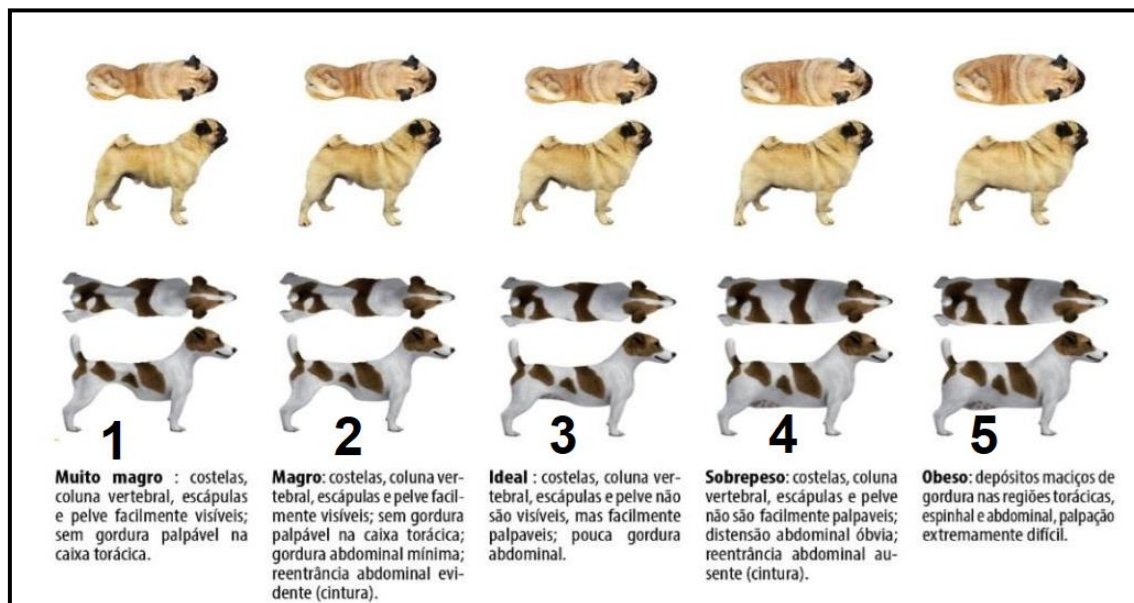 1
Muito magro : costelas,
coluna vertebral, escápulas
e pelve facilmente visíveis;
sem gordura palpável na
caixa torácica.
2
Magro: costelas, coluna ver-
tebral, escápulas e pelve facil-
mente visíveis; sem gordura
palpável na caixa torácica;
gordura abdominal mínima;
reentrância abdominal evi-
dente (cintura).
3
Ideal : costelas, coluna ver-
tebral, escápulas e pelve não
são visíveis, mas facilmente
palpaveis; pouca gordura
abdominal.
4
Sobrepeso: costelas, coluna
vertebral, escápulas e pelve
não são facilmente palpaveis;
distensão abdominal óbvia;
reentrância abdominal au-
sente (cintura).
5
Obeso: depósitos maciços de
gordura nas regiões torácicas,
espinhal e abdominal, palpação
extremamente difícil.